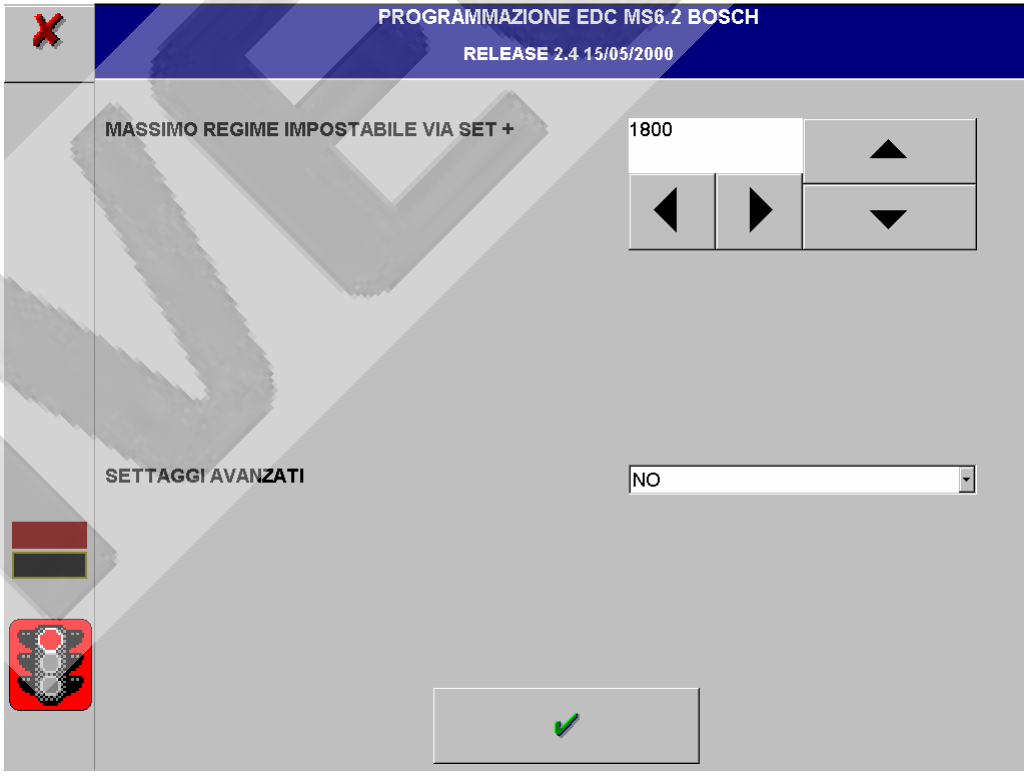 PROGRAMMAZIONE EDC MS6.2 BOSCH
RELEASE 2.4 15/05/2000
MASSIMO REGIME IMPOSTABILE VIA SET +
1800
SETTAGGI AVANZATI
NO